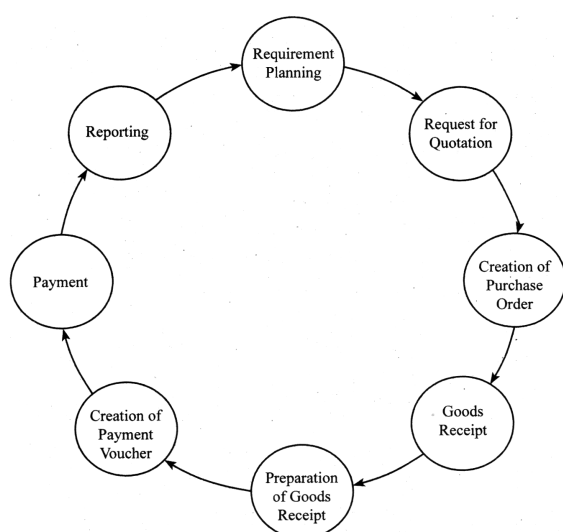 Requirement
Planning
Request for
Quotation
Creation of
Purchase
Order
Goods
Receipt
Preparation
of Goods
Receipt
Creation of
Payment
Voucher
Payment
Reporting